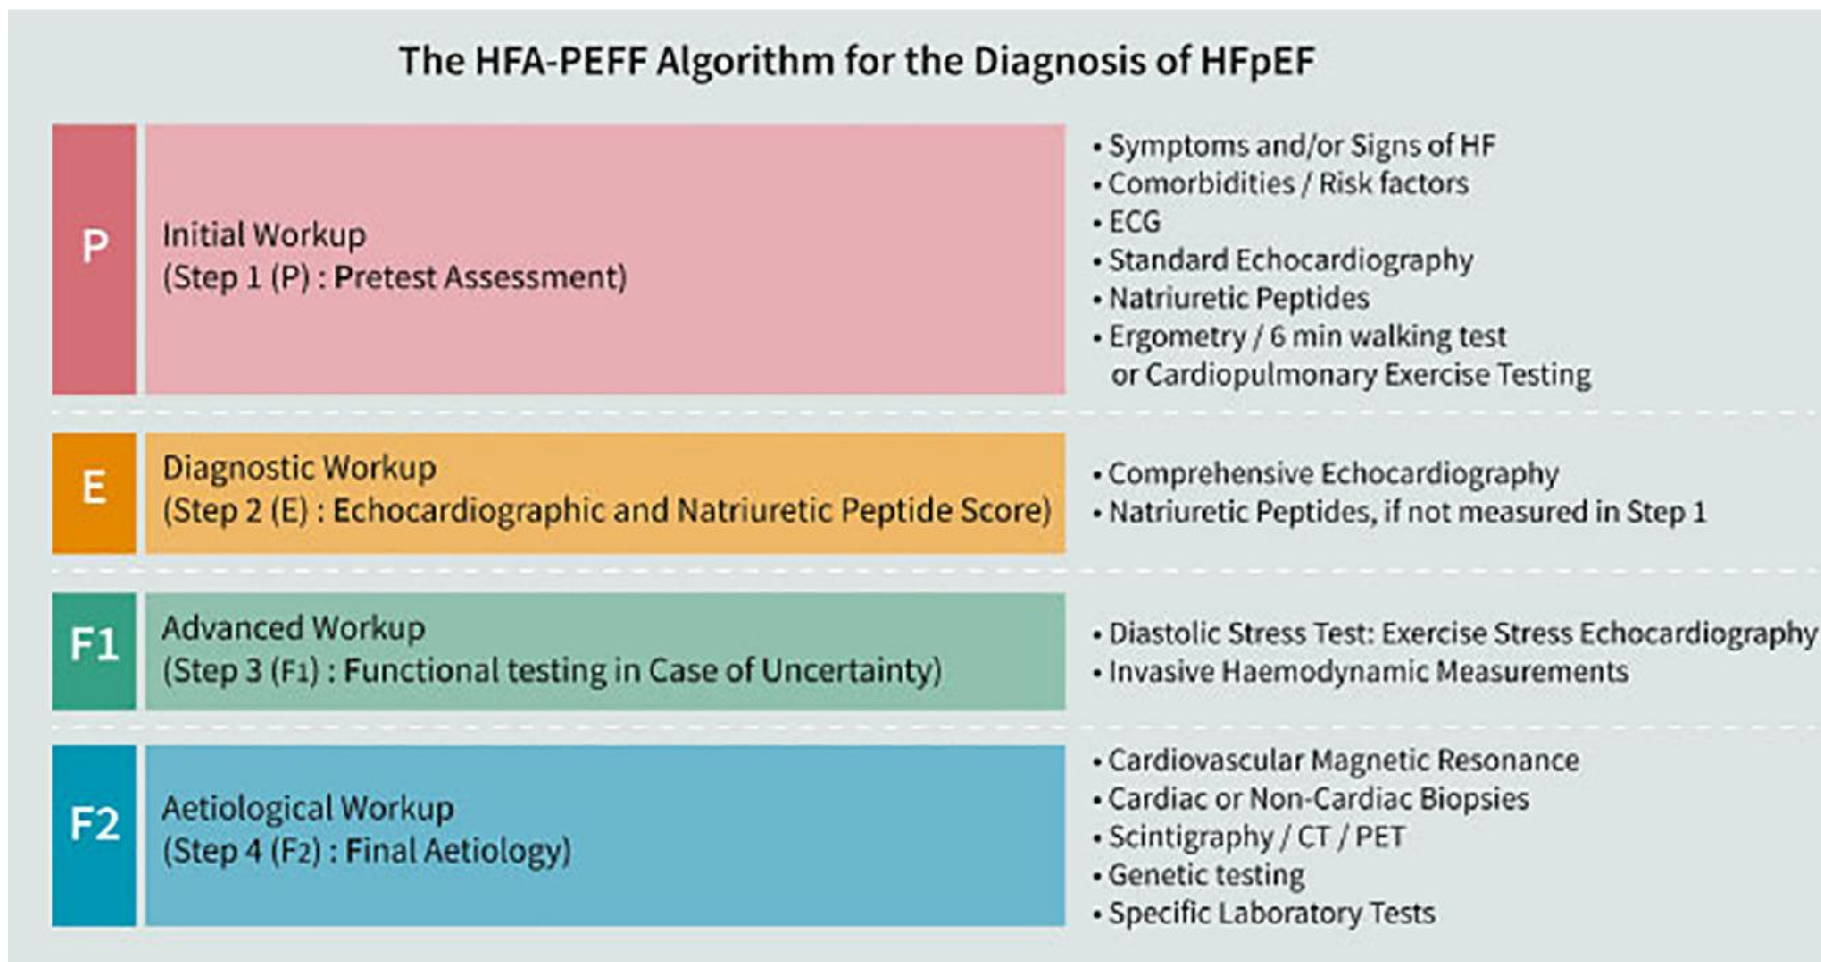 The HFA-PEFF Algorithm for the Diagnosis of HFpEF
P
Initial Workup
(Step 1 (P) : Pretest Assessment)
• Symptoms and/or Signs of HF
• Comorbidities / Risk factors
• ECG
• Standard Echocardiography
• Natriuretic Peptides
• Ergometry / 6 min walking test
or Cardiopulmonary Exercise Testing
E
Diagnostic Workup
(Step 2 (E) : Echocardiographic and Natriuretic Peptide Score)
• Comprehensive Echocardiography
• Natriuretic Peptides, if not measured in Step 1
F1
Advanced Workup
(Step 3 (F1) : Functional testing in Case of Uncertainty)
• Diastolic Stress Test: Exercise Stress Echocardiography
• Invasive Haemodynamic Measurements
F2
Aetiological Workup
(Step 4 (F2) : Final Aetiology)
• Cardiovascular Magnetic Resonance
• Cardiac or Non-Cardiac Biopsies
• Scintigraphy / CT / PET
• Genetic testing
• Specific Laboratory Tests